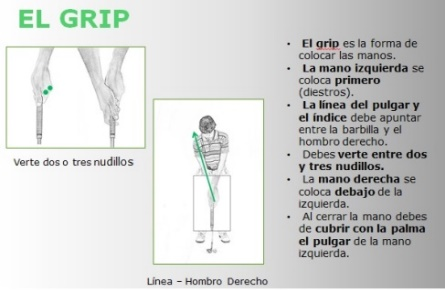 EL GRIP
Verte dos o tres nudillos
Línea – Hombro Derecho
• El grip es la forma de
colocar las manos.
• La mano izquierda se
coloca primero
(diestros).
• La línea del pulgar y
el índice debe apuntar
entre la barbilla y el
hombro derecho.
• Debes verte entre dos
y tres nudillos.
• La mano derecha se
coloca debajo de la
izquierda.
• Al cerrar la mano debes
de cubrir con la palma
el pulgar de la mano
izquierda.